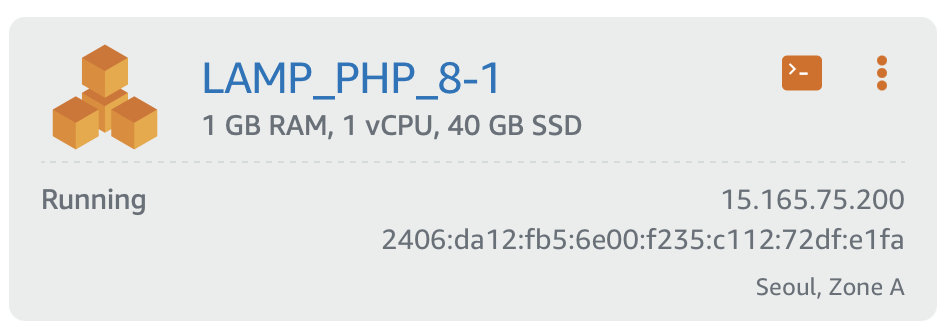 LAMP_PHP_8-1
1 GB RAM, 1 vCPU, 40 GB SSD
Running
15.165.75.200
2406:da12:fb5:6e00:f235:c112:72df:e1fa
Seoul, Zone A